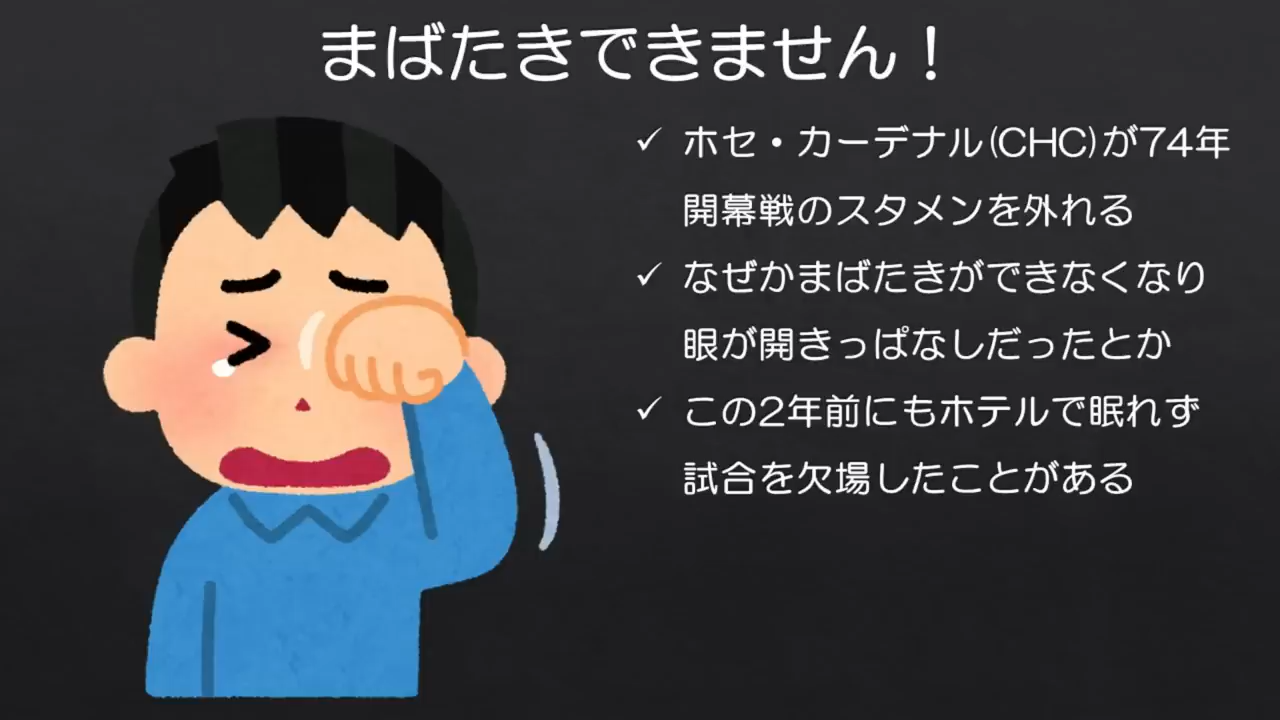 まばたきできません！
✓ ホセ・カーデナル(CHC)が74年
開幕戦のスタメンを外れる
✓ なぜかまばたきができなくなり
眼が開きっぱなしだったとか
✓ この2年前にもホテルで眠れず
試合を欠場したことがある